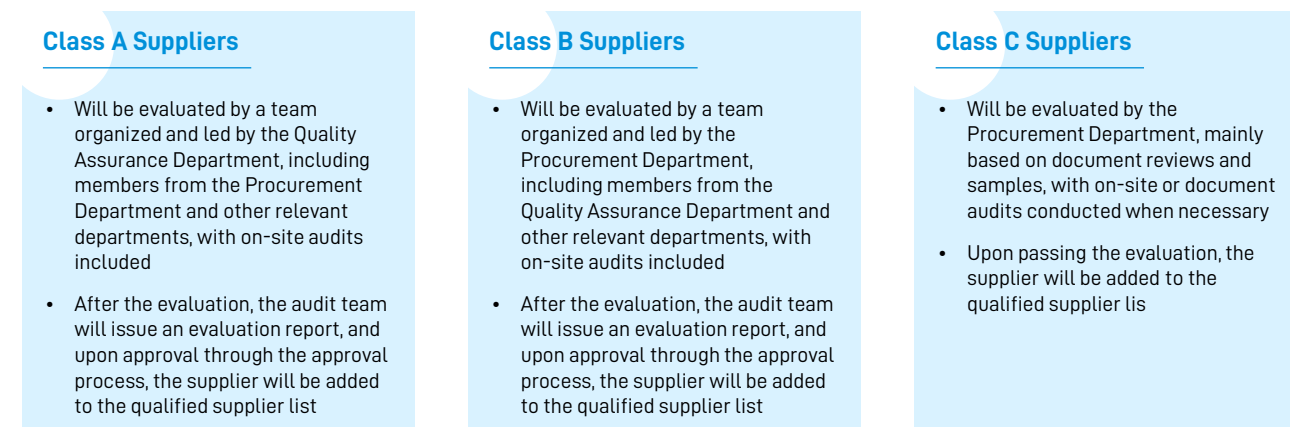 Class A Suppliers
• Will be evaluated by a team
organized and led by the Quality
Assurance Department, including
members from the Procurement
Department and other relevant
departments, with on-site audits
included
• After the evaluation, the audit team
will issue an evaluation report, and
upon approval through the approval
process, the supplier will be added
to the qualified supplier list
Class B Suppliers
• Will be evaluated by a team
organized and led by the
Procurement Department,
including members from the
Quality Assurance Department and
other relevant departments, with
on-site audits included
• After the evaluation, the audit team
will issue an evaluation report, and
upon approval through the approval
process, the supplier will be added
to the qualified supplier list
Class C Suppliers
• Will be evaluated by the
Procurement Department, mainly
based on document reviews and
samples, with on-site or document
audits conducted when necessary
• Upon passing the evaluation, the
supplier will be added to the
qualified supplier lis